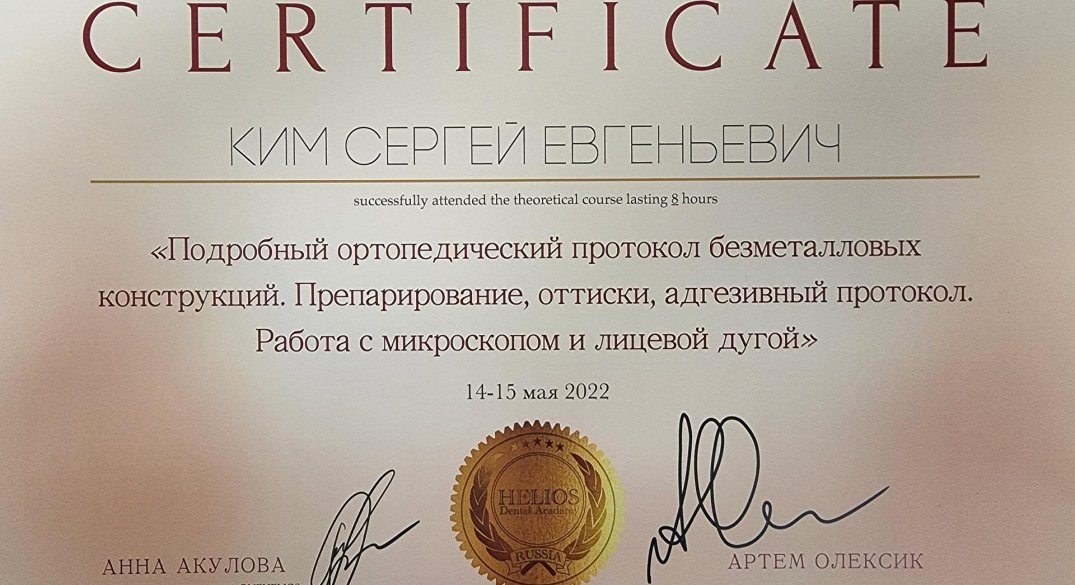 CERTIFICATE
КИМ СЕРГЕЙ ЕВГЕНЬЕВИЧ
successfully attended the theoretical course lasting 8 hours
«Подробный ортопедический протокол безметалловых
конструкций. Препарирование, оттиски, адгезивный протокол.
Работа с микроскопом и лицевой дугой»
14-15 мая 2022
HELIOS
Dental Academy
RUSSIA
АННА АКУЛОВА
АРТЕМ ОЛЕКСИК